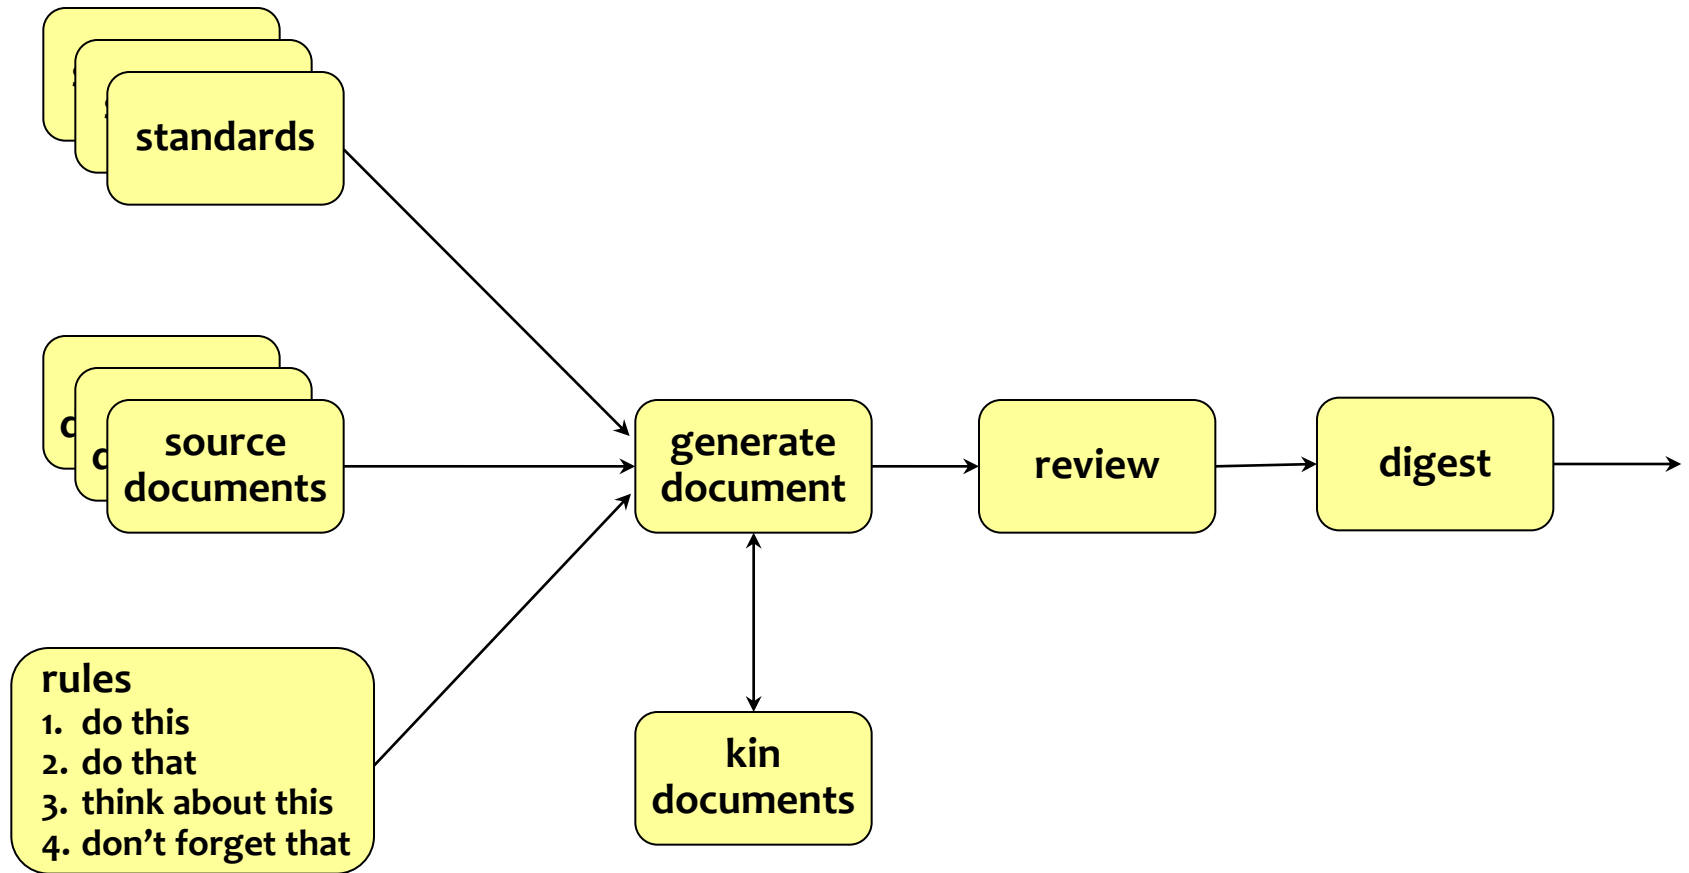 standards
source
documents
rules
1. do this
2. do that
3. think about this
4. don’t forget that
generate
document
kin
documents
review
digest